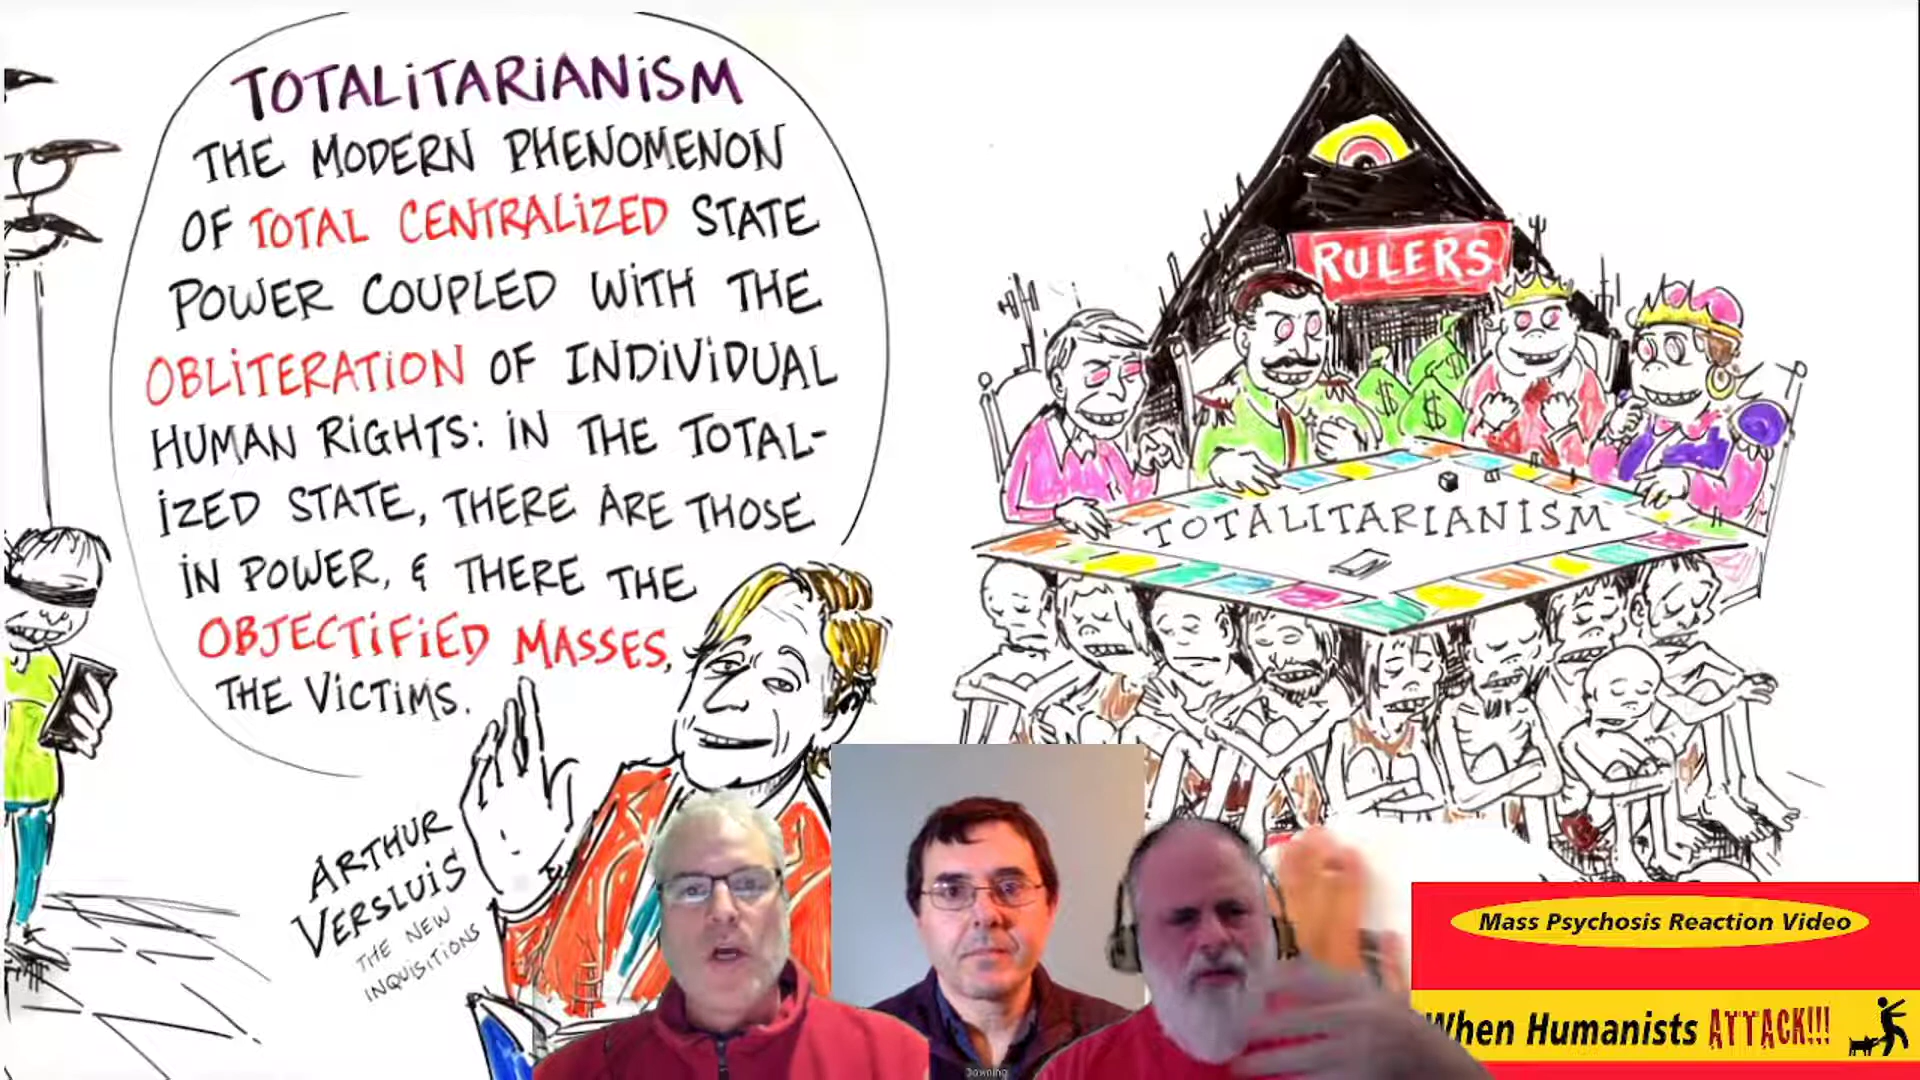 TOTALiTARiANiSM
THE MODERN PHENOMENON
OF TOTAL CENTRALiZED STATE
POWER COUPLED WiTH THE
OBLiTERATiON OF iNDiViDUAL
HUMAN RiGHTS: iN THE TOTAL-
iZED STATE, THERE ARE THOSE
iN POWER, & THERE THE
OBJECTiFiED MASSES,
THE ViCTiMS.
ARTHUR
VERSLUiS
THE NEW
iNQUiSiTiONS
RULERS
$ $
$
TOTALITARIANISM
Mass Psychosis Reaction Video
When Humanists ATTACK!!!
Downing